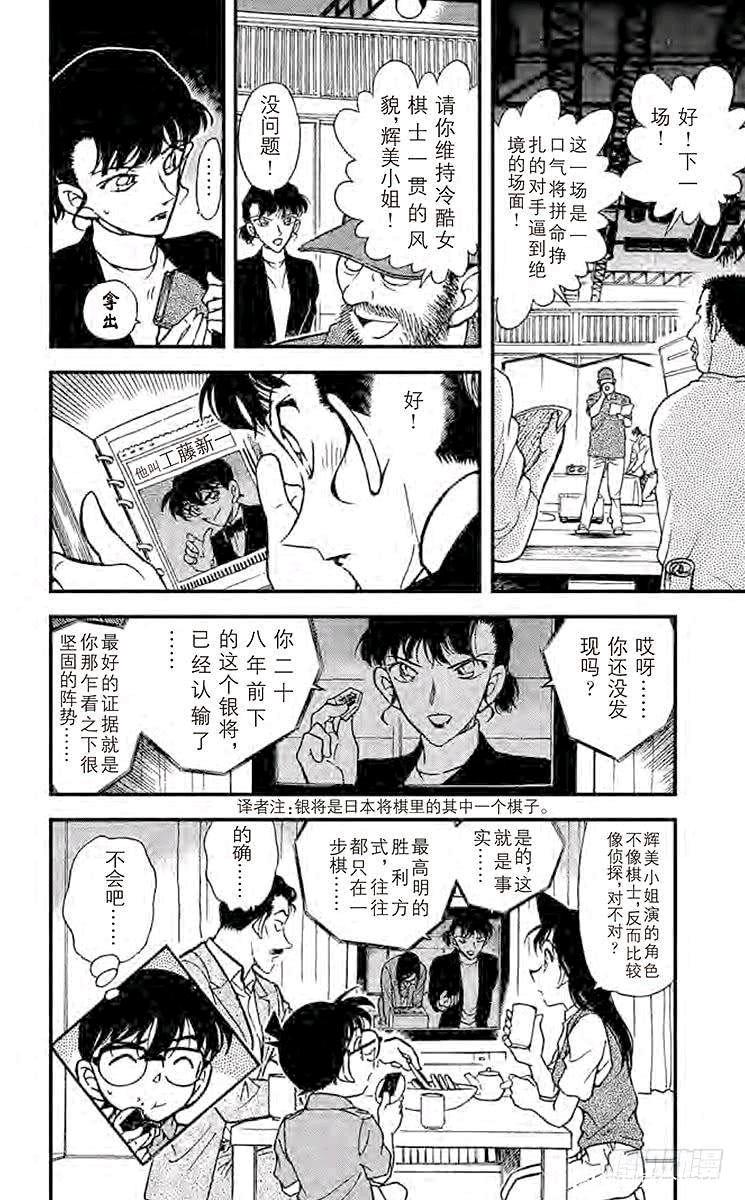 好！下一
场！
这一场是一
口气将拼命挣
扎的对手逼到绝
境的场面！
请你维持冷酷女
棋士一贯的风
貌，辉美小姐！
没问题！
……
拿出
好！
他叫工藤新一
哎呀……
你还没发
现吗？
你二十
八年前下
的这个银将，
已经认输了
……
最好的证据就是
你那乍看之下很
坚固的阵势……
译者注：银将是日本将棋里的其中一个棋子。
辉美小姐演的角色
不像棋士，反而比较
像侦探，对不对？
是的，这
就是事
实……
最高明的
胜利方
式，往往
都只在一
步棋……
的确……
不会吧……